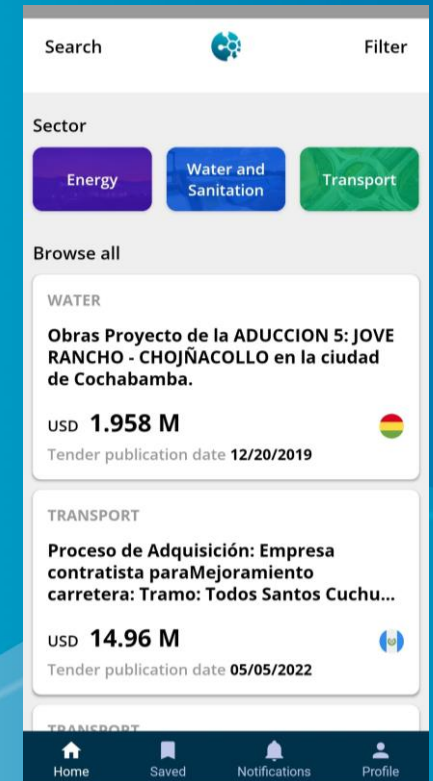 Search
Filter
Sector
Energy
Water and
Sanitation
Transport
Browse all
WATER
Obras Proyecto de la ADUCCION 5: JOVE
RANCHO - CHOJÑACOLLO en la ciudad
de Cochabamba.
USD 1.958 M
Tender publication date 12/20/2019
TRANSPORT
Proceso de Adquisición: Empresa
contratista paraMejoramiento
carretera: Tramo: Todos Santos Cuchu...
USD 14.96 M
Tender publication date 05/05/2022
TRANSPORT
Home
Saved
Notifications
Profile